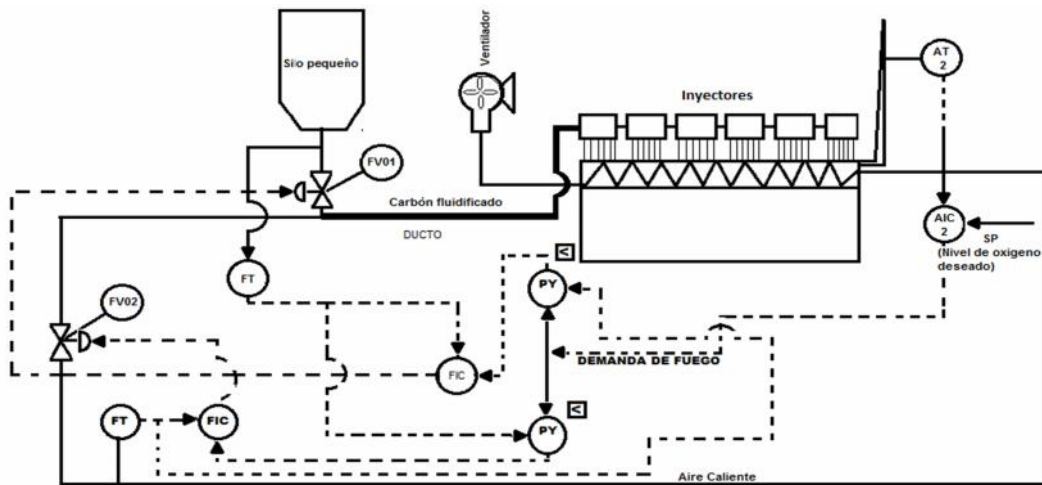 Silo pequeño
Ventilador
Inyectores
AT
2
FV01
Carbón fluidificado
DUCTO
AIC
2
SP
(Nivel de oxigeno
deseado)
FT
<
PY
FV02
DEMANDA DE FUEGO
FIC
<
FT
FIC
PY
Aire Caliente